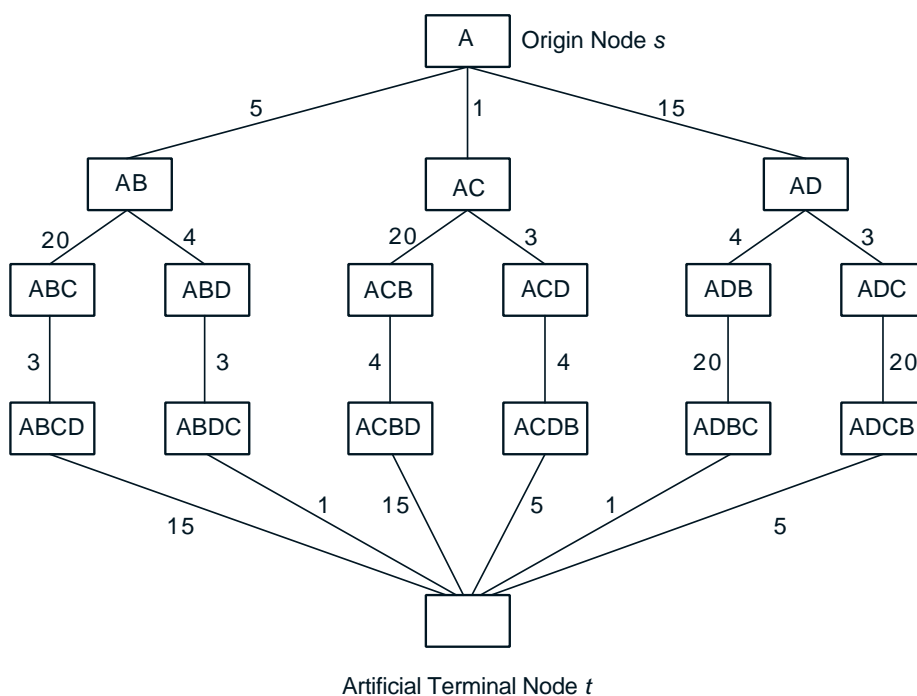 A Origin Node s
5 1 15
AB AC AD
20 4 20 3 4 3
ABC ABD ACB ACD ADB ADC
3 3 4 4 20 20
ABCD ABDC ACBD ACDB ADBC ADCB
15 1 15 5 1 5
Artificial Terminal Node t